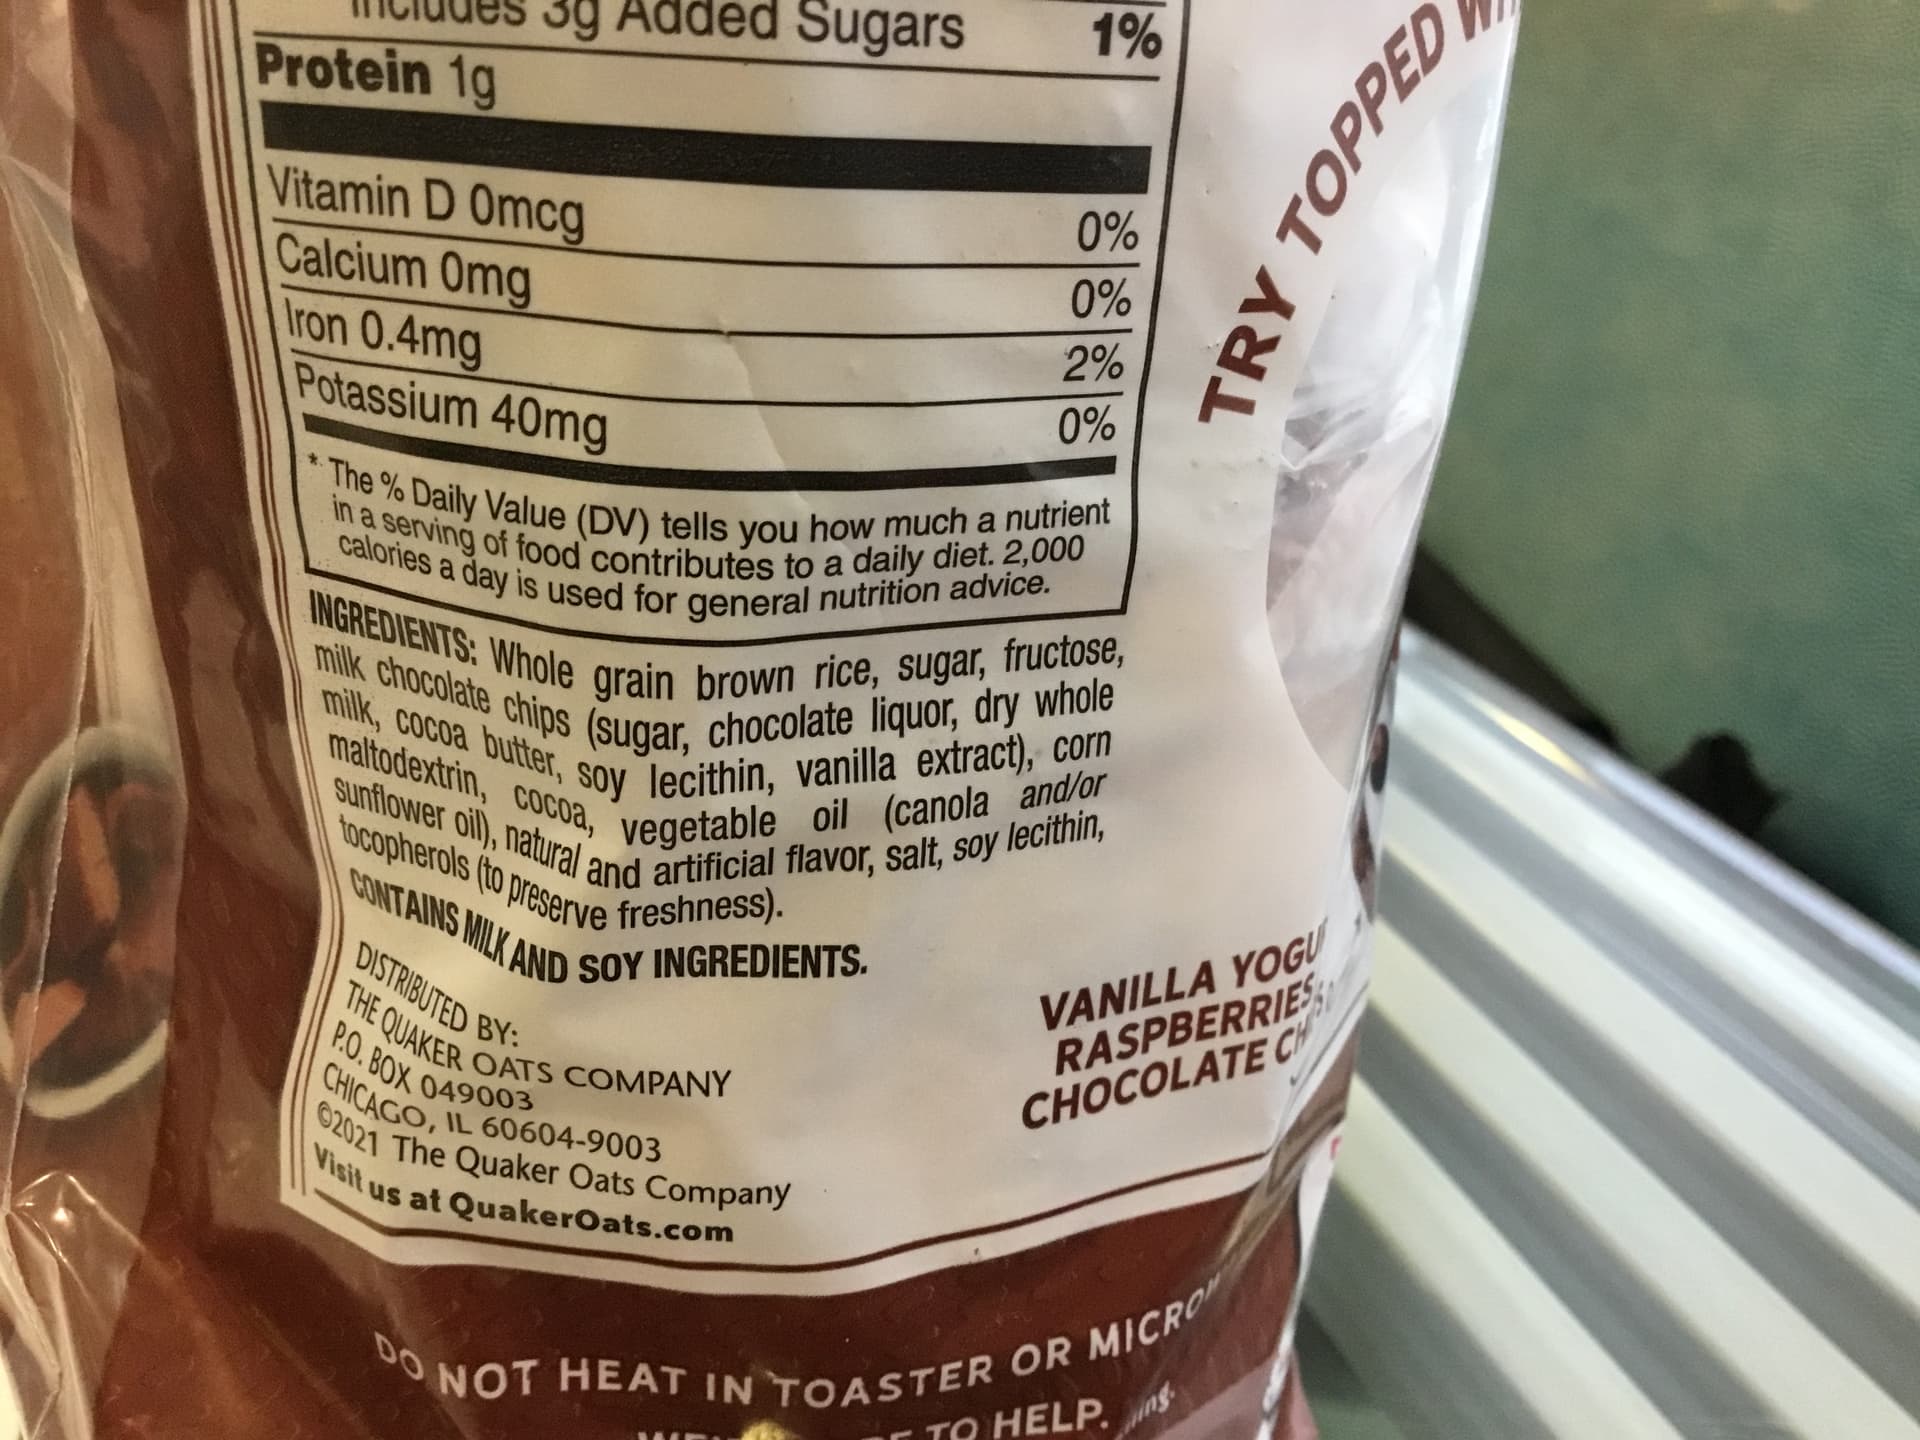 Includes 3g Added Sugars 1%
Protein 1g
Vitamin D 0mcg 0%
Calcium 0mg 0%
Iron 0.4mg 2%
Potassium 40mg 0%
* The % Daily Value (DV) tells you how much a nutrient
in a serving of food contributes to a daily diet. 2,000
calories a day is used for general nutrition advice.
INGREDIENTS: Whole grain brown rice, sugar, fructose,
milk chocolate chips (sugar, chocolate liquor, dry whole
milk, cocoa butter, soy lecithin, vanilla extract), corn
maltodextrin, cocoa, vegetable oil (canola and/or
sunflower oil), natural and artificial flavor, salt, soy lecithin,
tocopherols (to preserve freshness).
CONTAINS MILK AND SOY INGREDIENTS.
DISTRIBUTED BY:
THE QUAKER OATS COMPANY
P.O. BOX 049003
CHICAGO, IL 60604-9003
©2021 The Quaker Oats Company
Visit us at QuakerOats.com
TRY TOPPED
VANILLA
RASPBERRIES
CHOCOLATE
DO NOT HEAT IN TOASTER OR
TO HELP.